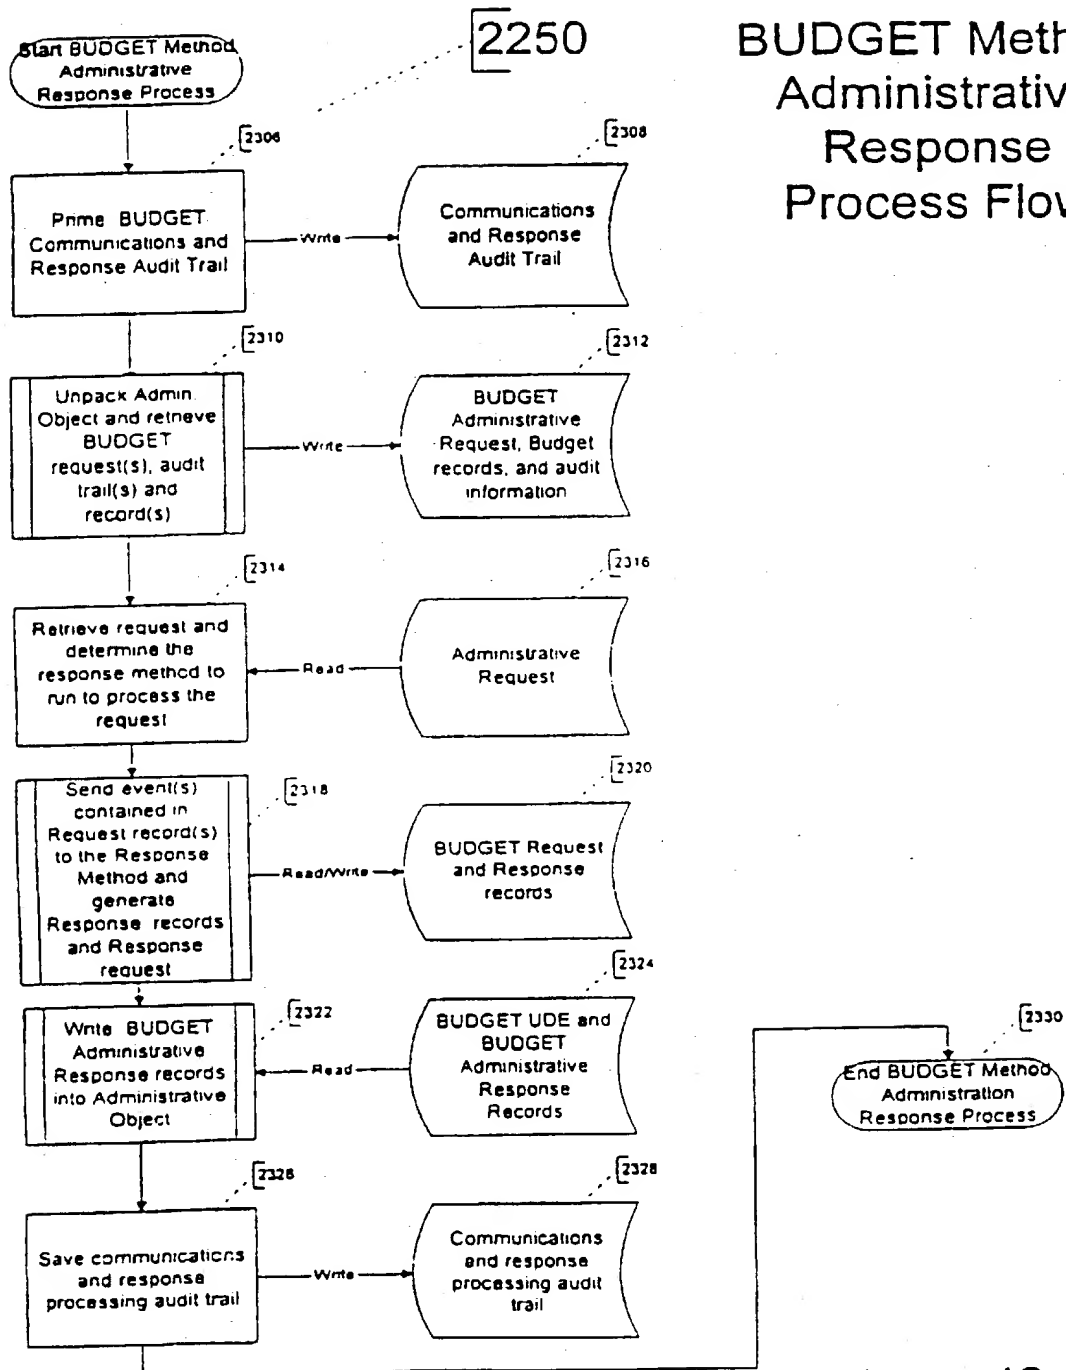 2250
BUDGET Meth
Administrativ
Response
Process Flow
Start BUDGET Method
Administrative
Response Process
2306
Prime BUDGET
Communications and
Response Audit Trail
Write
2308
Communications
and Response
Audit Trail
2310
Unpack Admin.
Object and retrieve
BUDGET
request(s), audit
trail(s) and
record(s)
Write
2312
BUDGET
Administrative
Request, Budget
records, and audit
information
2314
Retrieve request and
determine the
response method to
run to process the
request
Read
2316
Administrative
Request
2318
Send event(s)
contained in
Request record(s)
to the Response
Method and
generate
Response records
and Response
request
Read/Write
2320
BUDGET Request
and Response
records
2322
Write BUDGET
Administrative
Response records
into Administrative
Object
Read
2324
BUDGET UDE and
BUDGET
Administrative
Response
Records
2328
Save communications
and response
processing audit trail
Write
2328
Communications
and response
processing audit
trail
2330
End BUDGET Method
Administration
Response Process